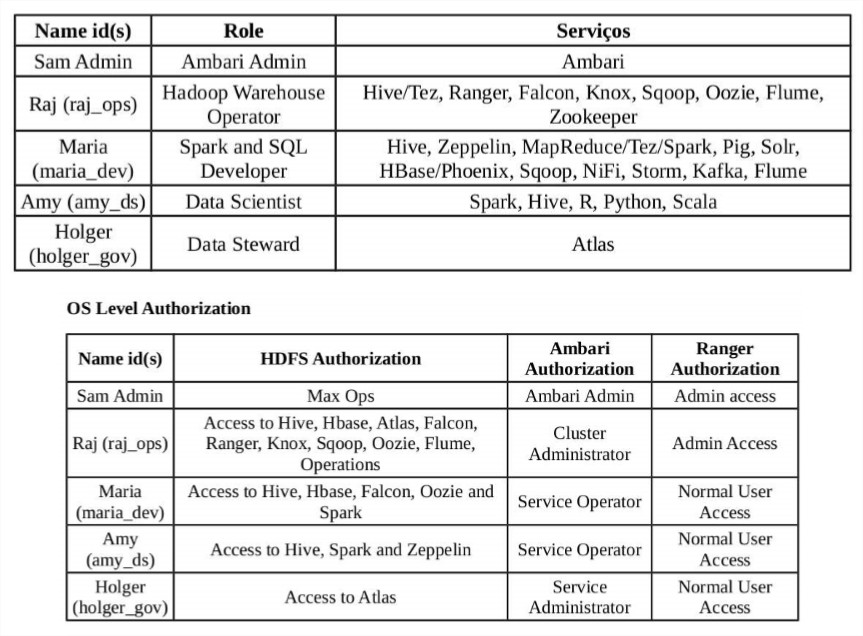 Name id(s) Role Serviços
Sam Admin Ambari Admin Ambari
Raj (raj_ops) Hadoop Warehouse Operator Hive/Tez, Ranger, Falcon, Knox, Sqoop, Oozie, Flume, Zookeeper
Maria (maria_dev) Spark and SQL Developer Hive, Zeppelin, MapReduce/Tez/Spark, Pig, Solr, HBase/Phoenix, Sqoop, NiFi, Storm, Kafka, Flume
Amy (amy_ds) Data Scientist Spark, Hive, R, Python, Scala
Holger (holger_gov) Data Steward Atlas
OS Level Authorization
Name id(s) HDFS Authorization Ambari Authorization Ranger Authorization
Sam Admin Max Ops Ambari Admin Admin access
Raj (raj_ops) Access to Hive, Hbase, Atlas, Falcon, Ranger, Knox, Sqoop, Oozie, Flume, Operations Cluster Administrator Admin Access
Maria (maria_dev) Access to Hive, Hbase, Falcon, Oozie and Spark Service Operator Normal User Access
Amy (amy_ds) Access to Hive, Spark and Zeppelin Service Operator Normal User Access
Holger (holger_gov) Access to Atlas Service Administrator Normal User Access